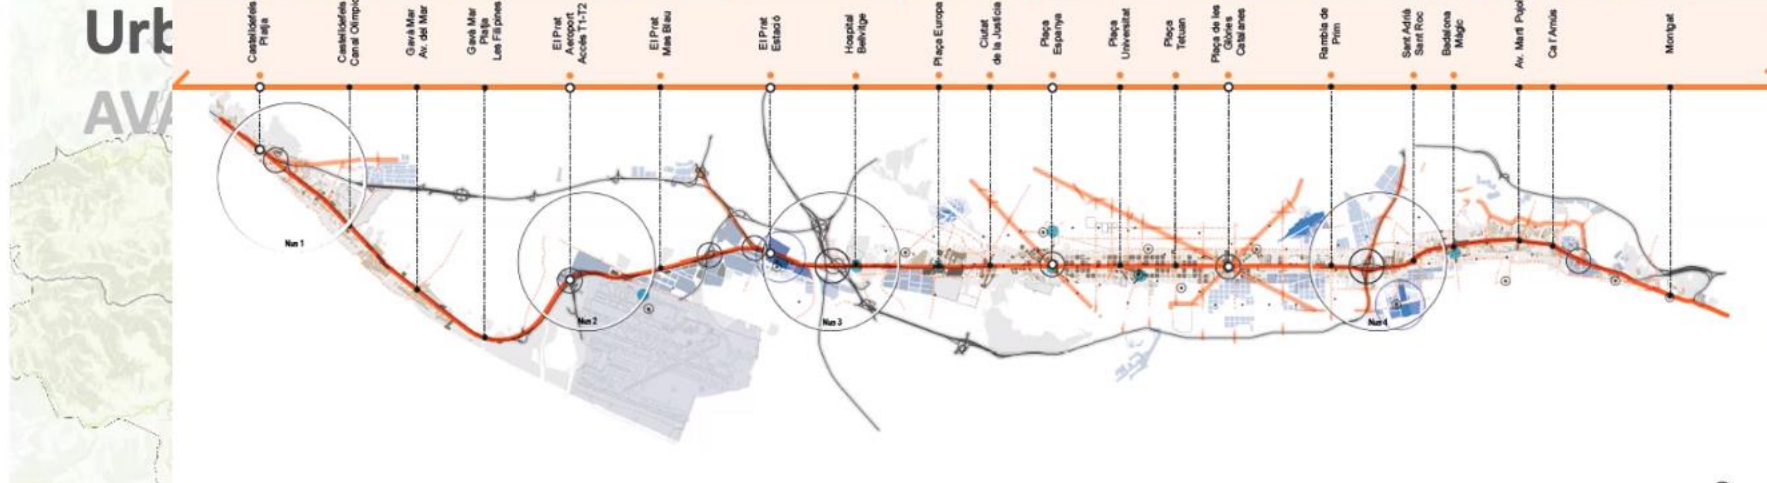 Urb
AVA
Castelldefels
Platja
Castelldefels
Canal Olímpic
Gavà Mar
Av. del Mar
Gavà Mar
Platja
Les Filipines
El Prat
Aeroport
Accés T1-T2
El Prat
Mas Blau
El Prat
Estació
Hospital
Bellvitge
Plaça Europa
Ciutat
de la Justícia
Plaça
Espanya
Plaça
Universitat
Plaça
Tetuan
Plaça de les
Glòries
Catalanes
Rambla de
Prim
Sant Adrià
Sant Roc
Badalona
Màgic
Av. Martí Pujol
Ca l'Arnús
Montgat
Nus 1
Nus 2
Nus 3
Nus 4